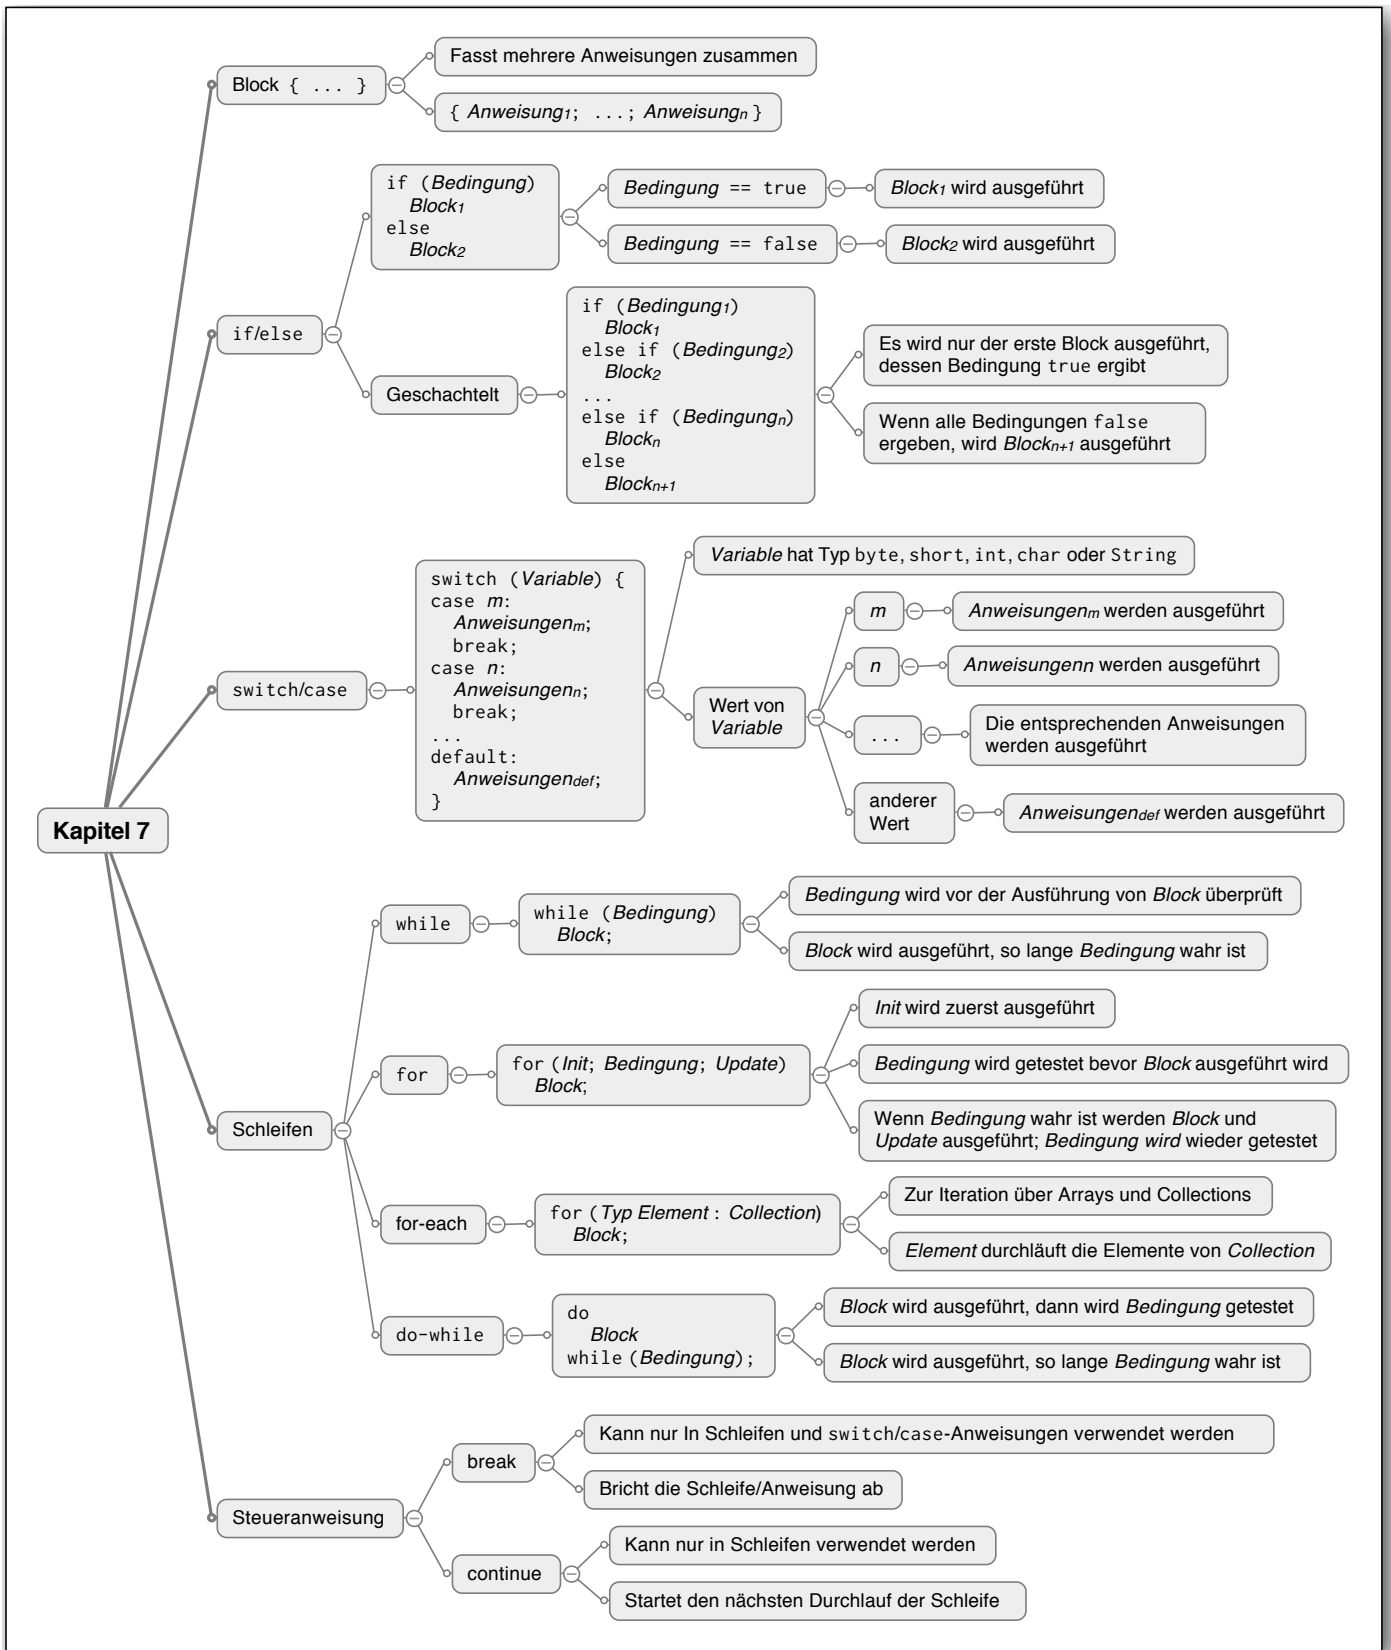 Kapitel 7
Block { ... }
Fasst mehrere Anweisungen zusammen
{ Anweisung1; ...; Anweisungn }
if/else
if (Bedingung)
Block1
else
Block2
Bedingung == true
Block1 wird ausgeführt
Bedingung == false
Block2 wird ausgeführt
Geschachtelt
if (Bedingung1)
Block1
else if (Bedingung2)
Block2
...
else if (Bedingungn)
Blockn
else
Blockn+1
Es wird nur der erste Block ausgeführt,
dessen Bedingung true ergibt
Wenn alle Bedingungen false
ergeben, wird Blockn+1 ausgeführt
switch/case
switch (Variable) {
case m:
Anweisungenm;
break;
case n:
Anweisungenn;
break;
...
default:
Anweisungendef;
}
Variable hat Typ byte, short, int, char oder String
Wert von
Variable
m
Anweisungenm werden ausgeführt
n
Anweisungenn werden ausgeführt
...
Die entsprechenden Anweisungen
werden ausgeführt
anderer
Wert
Anweisungendef werden ausgeführt
Schleifen
while
while (Bedingung)
Block;
Bedingung wird vor der Ausführung von Block überprüft
Block wird ausgeführt, so lange Bedingung wahr ist
for
for (Init; Bedingung; Update)
Block;
Init wird zuerst ausgeführt
Bedingung wird getestet bevor Block ausgeführt wird
Wenn Bedingung wahr ist werden Block und
Update ausgeführt; Bedingung wird wieder getestet
for-each
for (Typ Element : Collection)
Block;
Zur Iteration über Arrays und Collections
Element durchläuft die Elemente von Collection
do-while
do
Block
while (Bedingung);
Block wird ausgeführt, dann wird Bedingung getestet
Block wird ausgeführt, so lange Bedingung wahr ist
Steueranweisung
break
Kann nur In Schleifen und switch/case-Anweisungen verwendet werden
Bricht die Schleife/Anweisung ab
continue
Kann nur in Schleifen verwendet werden
Startet den nächsten Durchlauf der Schleife